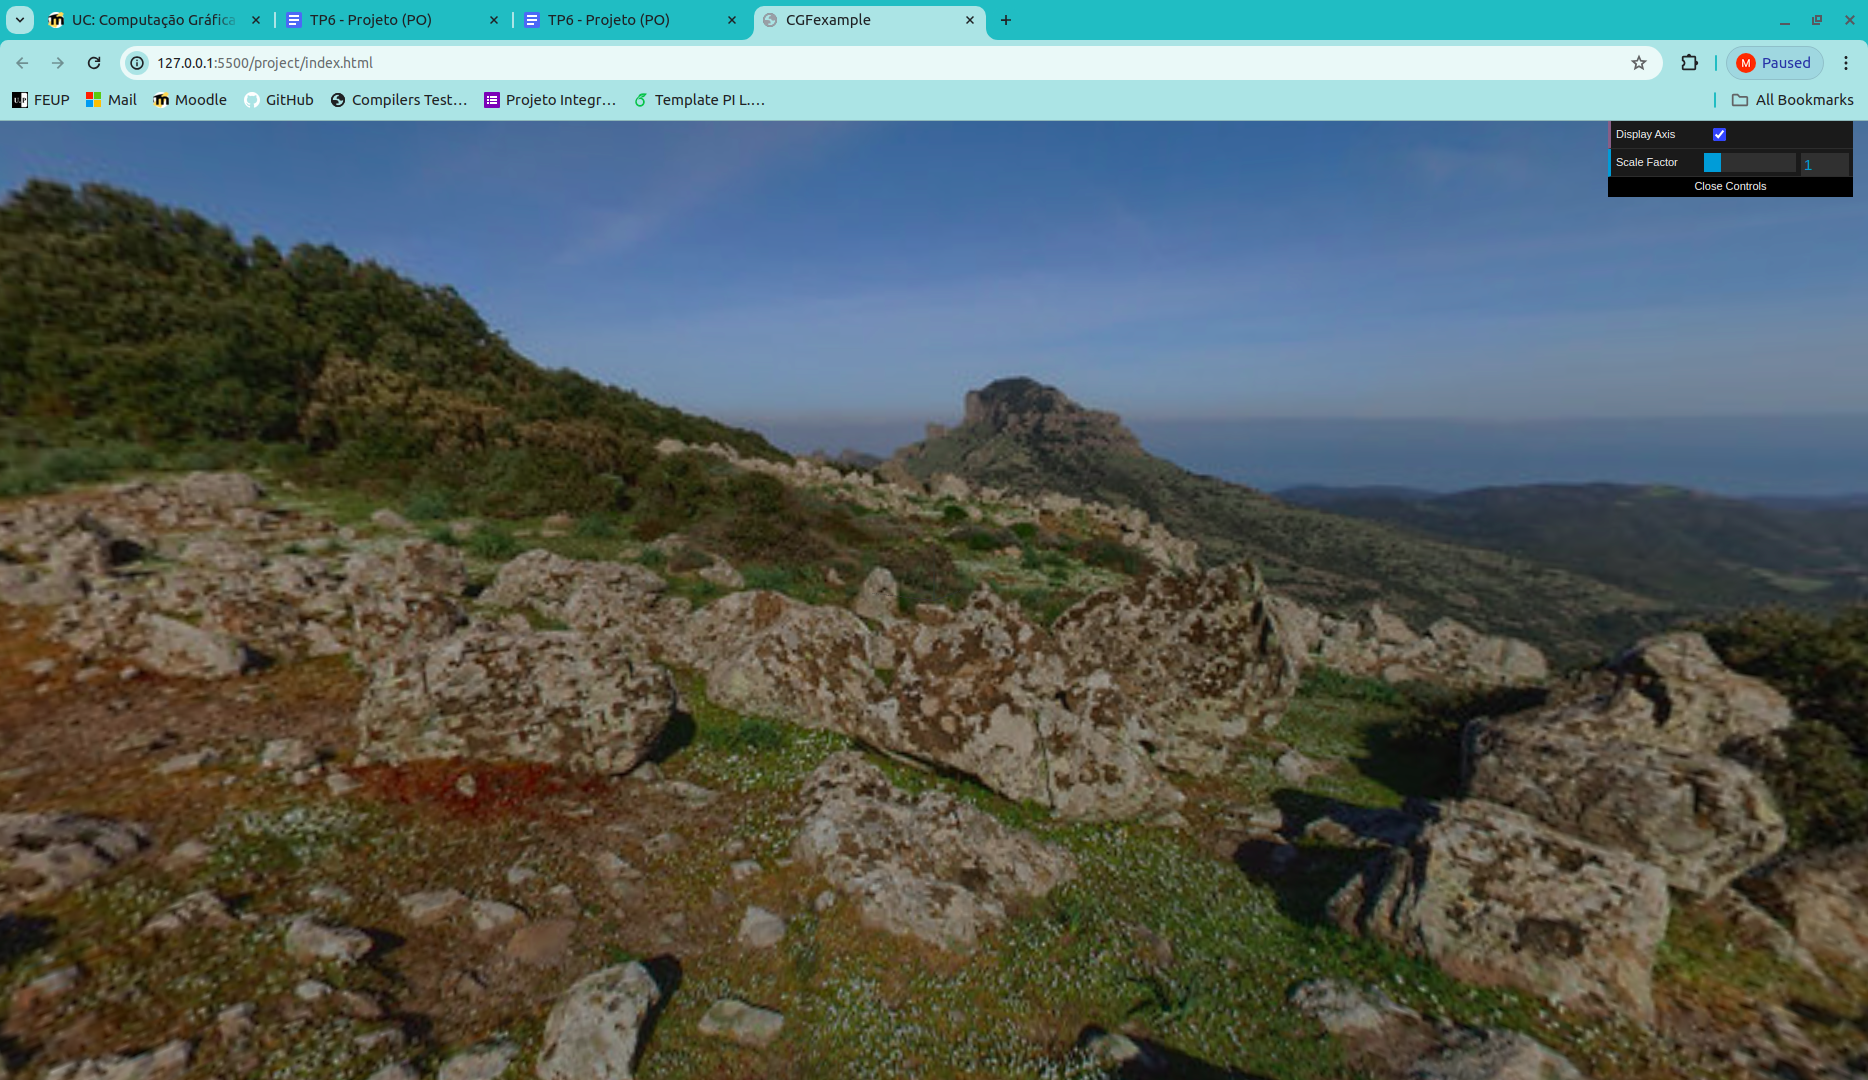 UC: Computação Gráfica
TP6 - Projeto (PO)
TP6 - Projeto (PO)
CGFexample
127.0.0.1:5500/project/index.html
M Paused
FEUP
Mail
Moodle
GitHub
Compilers Test...
Projeto Integr...
Template PI L....
All Bookmarks
Display Axis
Scale Factor 1
Close Controls